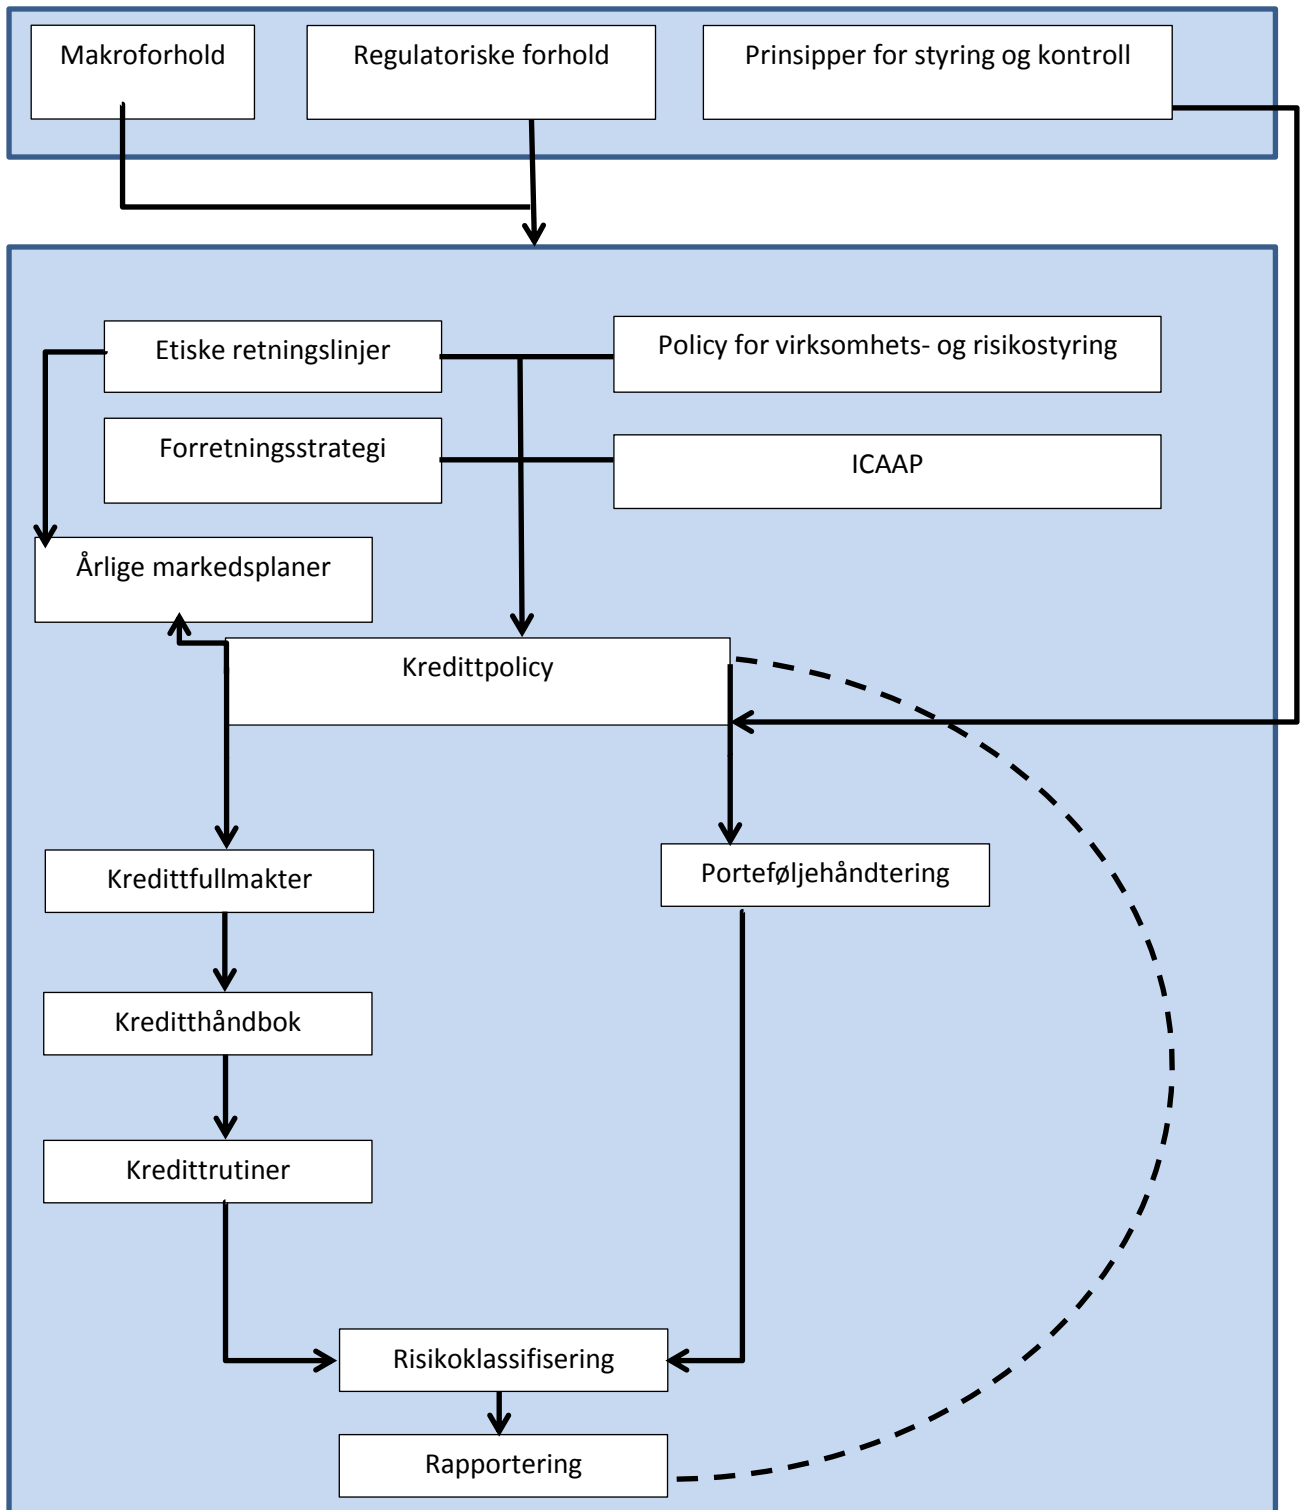 Makroforhold
Regulatoriske forhold
Prinsipper for styring og kontroll
Etiske retningslinjer
Policy for virksomhets- og risikostyring
Forretningsstrategi
ICAAP
Årlige markedsplaner
Kredittpolicy
Kredittfullmakter
Porteføljehåndtering
Kreditthåndbok
Kredittrutiner
Risikoklassifisering
Rapportering